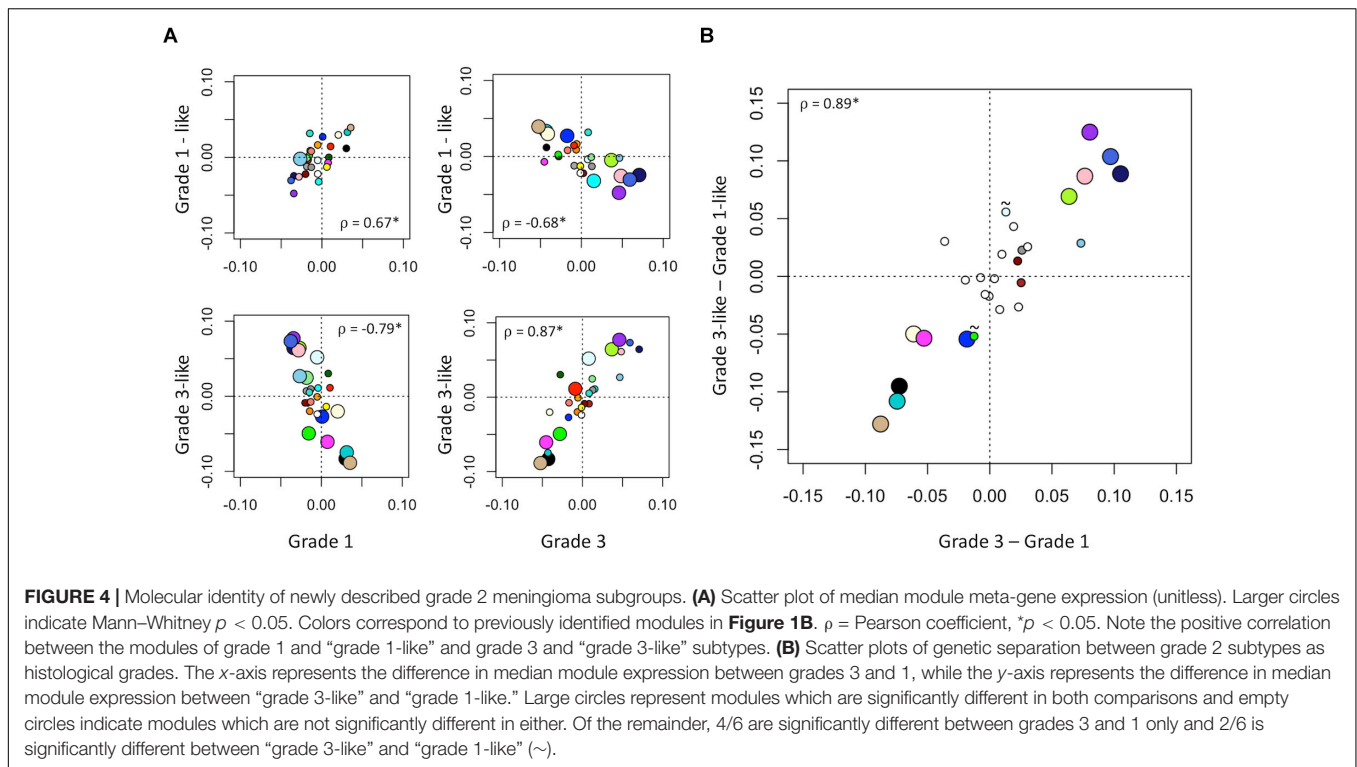 A
B
0.10
0.00
-0.10
Grade 1 - like
ρ = 0.67*
-0.10 0.00 0.10
0.10
0.00
-0.10
Grade 1-like
ρ = -0.68*
-0.10 0.00 0.10
0.10
0.00
-0.10
Grade 3-like
ρ = -0.79*
-0.10 0.00 0.10
Grade 1
0.10
0.00
-0.10
Grade 3-like
ρ = 0.87*
-0.10 0.00 0.10
Grade 3
ρ = 0.89*
0.15
0.10
0.05
0.00
-0.05
-0.10
-0.15
Grade 3-like – Grade 1-like
~
~
-0.15 -0.10 -0.05 0.00 0.05 0.10 0.15
Grade 3 – Grade 1
FIGURE 4 | Molecular identity of newly described grade 2 meningioma subgroups. (A) Scatter plot of median module meta-gene expression (unitless). Larger circles
indicate Mann–Whitney p < 0.05. Colors correspond to previously identified modules in Figure 1B. ρ = Pearson coefficient, *p < 0.05. Note the positive correlation
between the modules of grade 1 and “grade 1-like” and grade 3 and “grade 3-like” subtypes. (B) Scatter plots of genetic separation between grade 2 subtypes as
histological grades. The x-axis represents the difference in median module expression between grades 3 and 1, while the y-axis represents the difference in median
module expression between “grade 3-like” and “grade 1-like.” Large circles represent modules which are significantly different in both comparisons and empty
circles indicate modules which are not significantly different in either. Of the remainder, 4/6 are significantly different between grades 3 and 1 only and 2/6 is
significantly different between “grade 3-like” and “grade 1-like” (~).